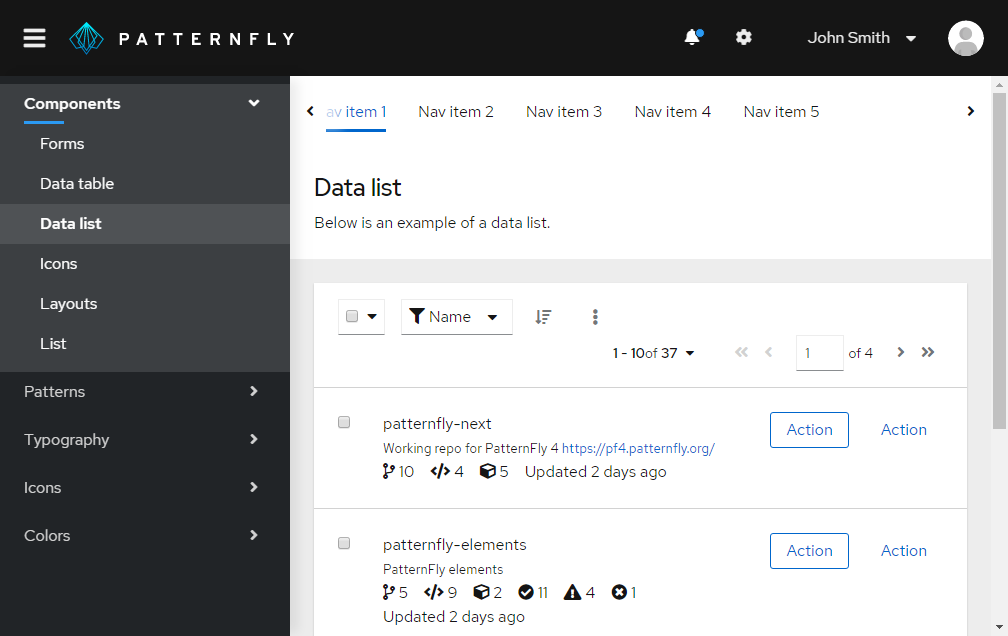 PATTERNFLY
John Smith
Components
Forms
Data table
Data list
Icons
Layouts
List
Patterns
Typography
Icons
Colors
av item 1 Nav item 2 Nav item 3 Nav item 4 Nav item 5
Data list
Below is an example of a data list.
Name
1 - 10 of 37 1 of 4
patternfly-next Action Action
Working repo for PatternFly 4 https://pf4.patternfly.org/
10 4 5 Updated 2 days ago
patternfly-elements Action Action
PatternFly elements
5 9 2 11 4 1
Updated 2 days ago